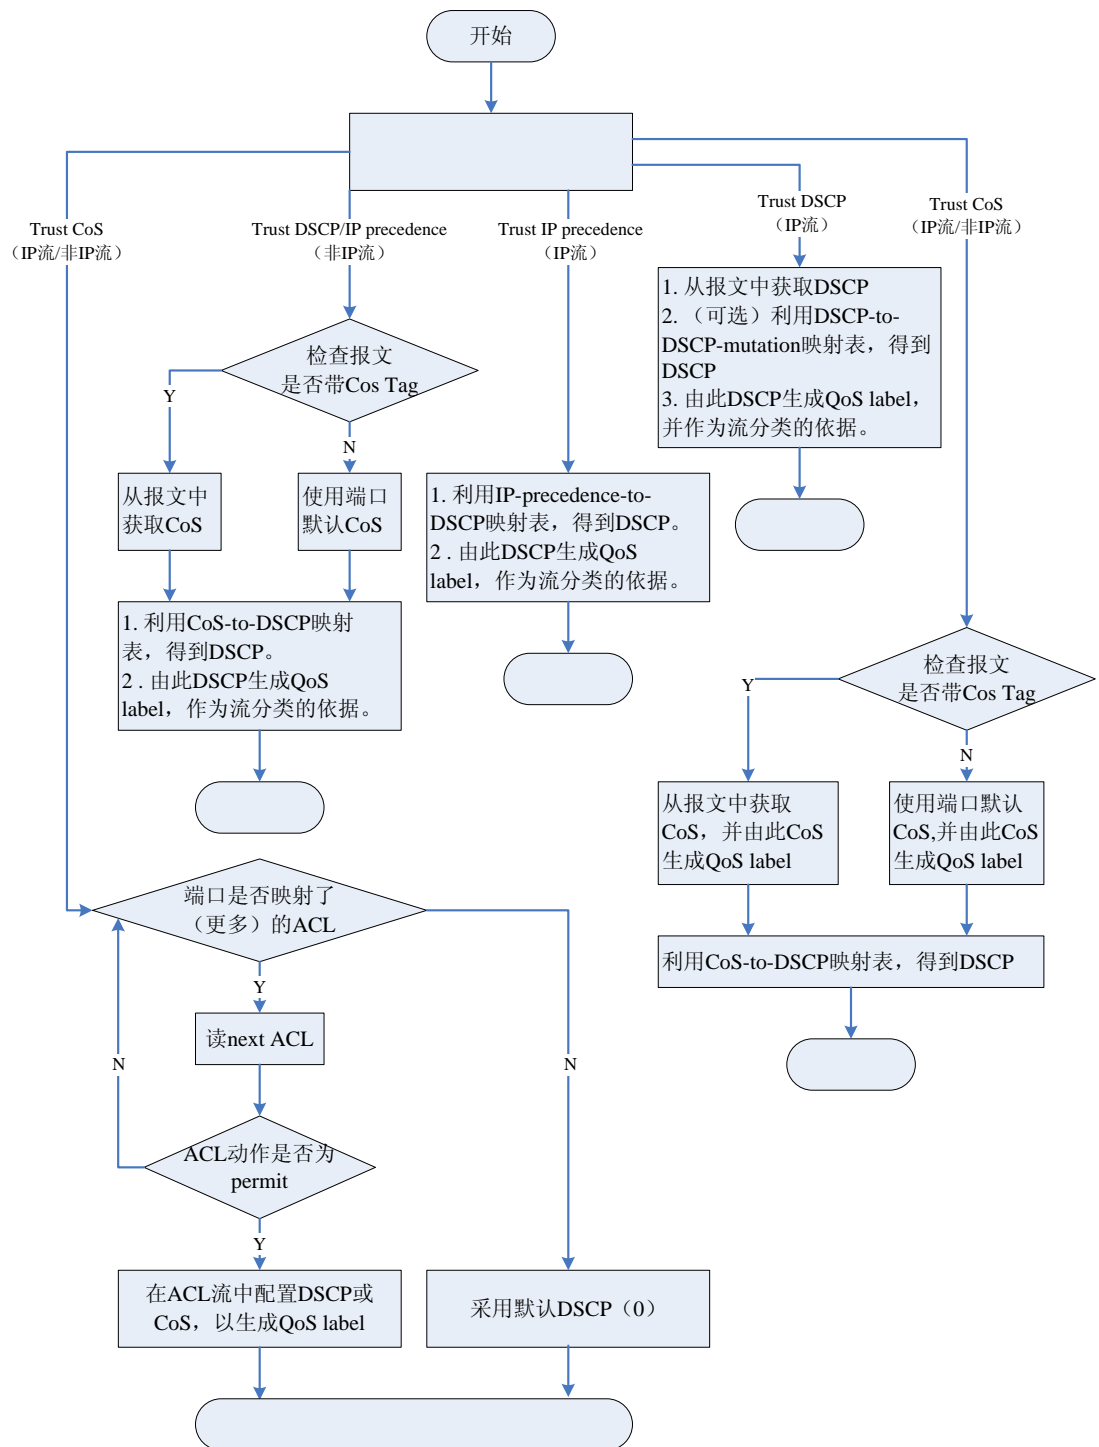 开始
Trust CoS
（IP流/非IP流）
Trust DSCP/IP precedence
（非IP流）
Trust IP precedence
（IP流）
Trust DSCP
（IP流）
Trust CoS
（IP流/非IP流）
1. 从报文中获取DSCP
2. （可选）利用DSCP-to-
DSCP-mutation映射表，得到
DSCP
3. 由此DSCP生成QoS label，
并作为流分类的依据。
检查报文
是否带Cos Tag
Y
N
从报文中
获取CoS
使用端口
默认CoS
1. 利用IP-precedence-to-
DSCP映射表，得到DSCP。
2 . 由此DSCP生成QoS
label，作为流分类的依据。
1. 利用CoS-to-DSCP映射
表，得到DSCP。
2 . 由此DSCP生成QoS
label，作为流分类的依据。
检查报文
是否带Cos Tag
Y
N
从报文中获取
CoS，并由此CoS
生成QoS label
使用端口默认
CoS,并由此CoS
生成QoS label
利用CoS-to-DSCP映射表，得到DSCP
端口是否映射了
（更多）的ACL
Y
读next ACL
N
N
ACL动作是否为
permit
Y
在ACL流中配置DSCP或
CoS，以生成QoS label
采用默认DSCP（0）